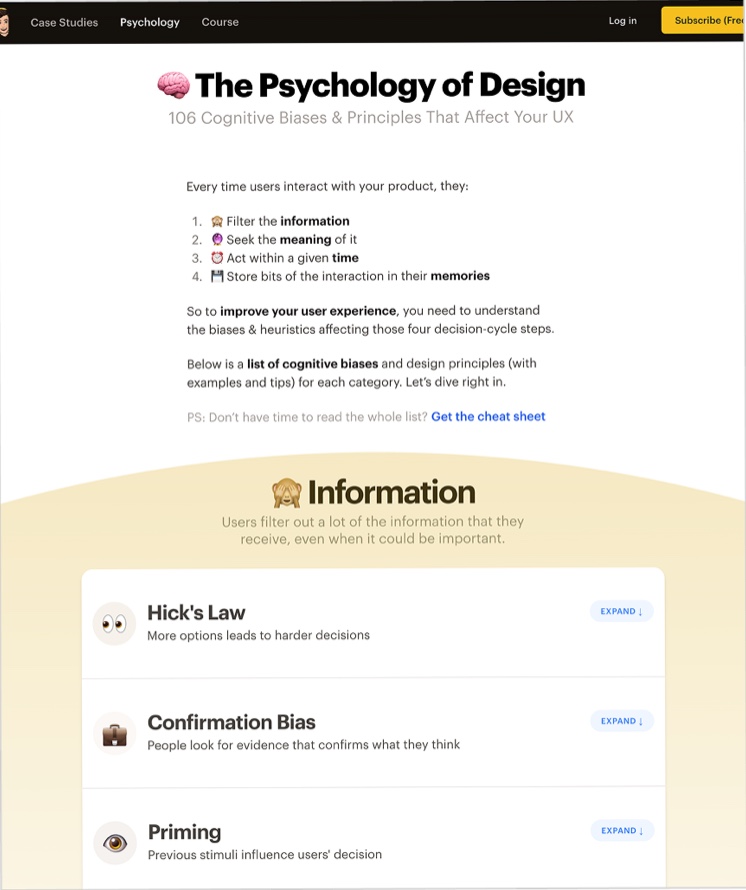 Case Studies Psychology Course Log in Subscribe (Free
The Psychology of Design
106 Cognitive Biases & Principles That Affect Your UX
Every time users interact with your product, they:
1. 🙈 Filter the information
2. 🔮 Seek the meaning of it
3. ⏰ Act within a given time
4. 💾 Store bits of the interaction in their memories
So to improve your user experience, you need to understand
the biases & heuristics affecting those four decision-cycle steps.
Below is a list of cognitive biases and design principles (with
examples and tips) for each category. Let’s dive right in.
PS: Don’t have time to read the whole list? Get the cheat sheet
Information
Users filter out a lot of the information that they
receive, even when it could be important.
Hick's Law
EXPAND ↓
More options leads to harder decisions
Confirmation Bias
EXPAND ↓
People look for evidence that confirms what they think
Priming
EXPAND ↓
Previous stimuli influence users' decision